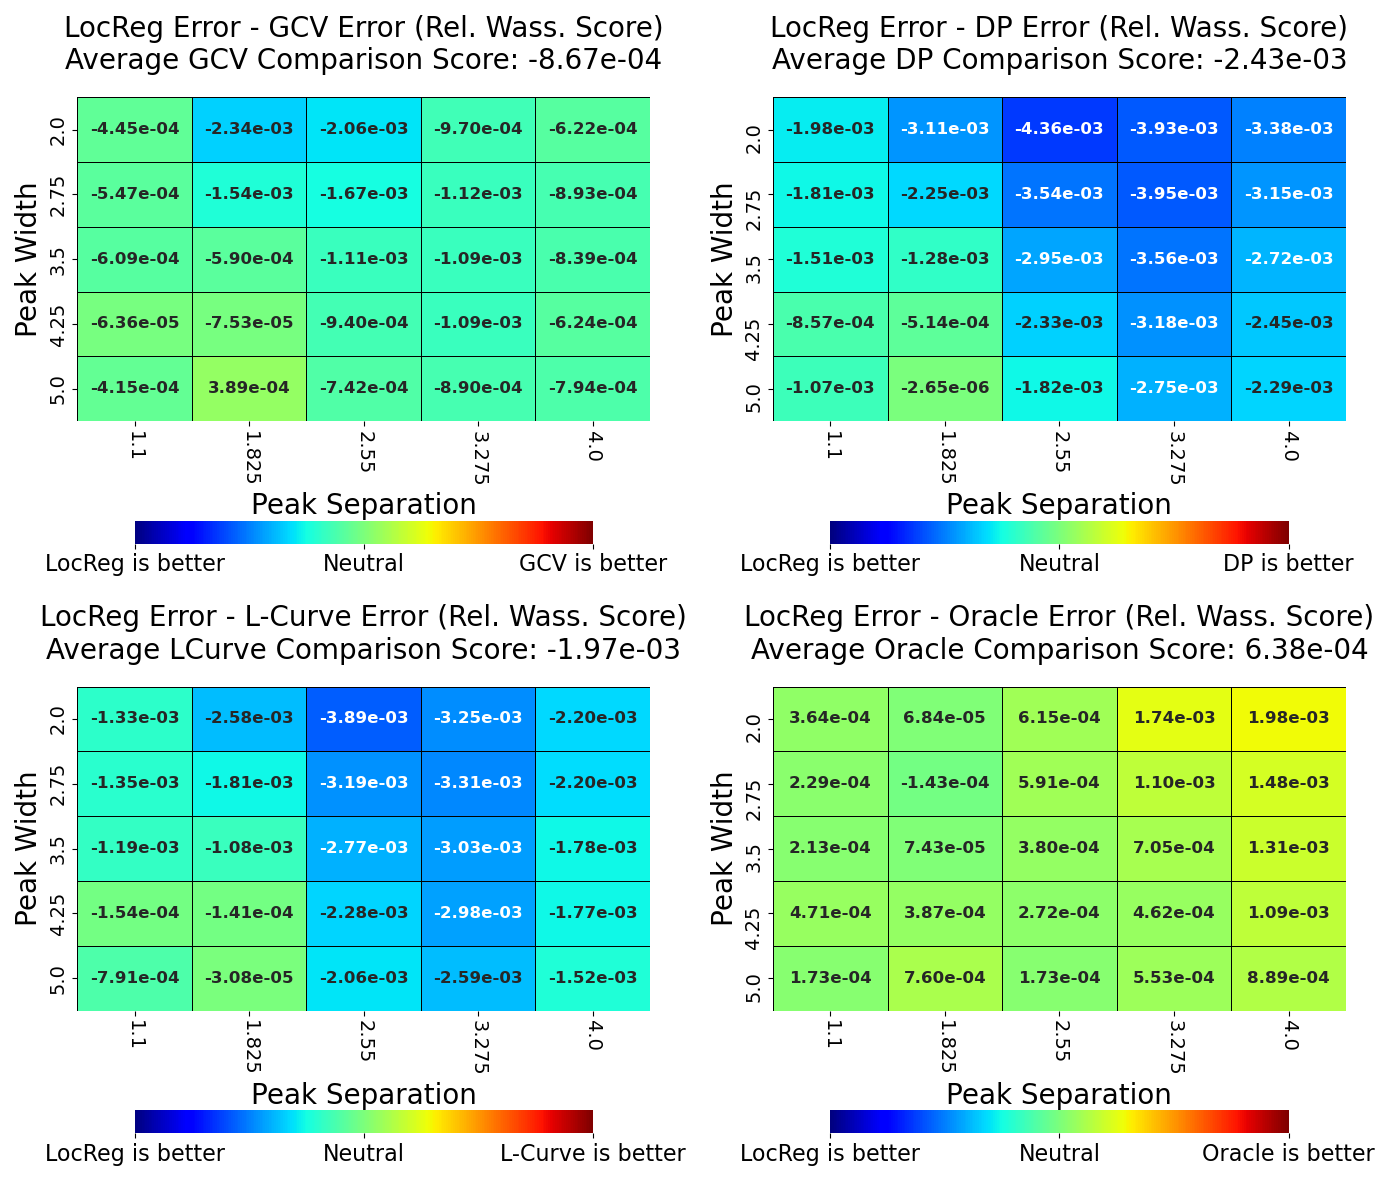 LocReg Error - GCV Error (Rel. Wass. Score)
Average GCV Comparison Score: -8.67e-04
Peak Width
2.0 -4.45e-04 -2.34e-03 -2.06e-03 -9.70e-04 -6.22e-04
2.75 -5.47e-04 -1.54e-03 -1.67e-03 -1.12e-03 -8.93e-04
3.5 -6.09e-04 -5.90e-04 -1.11e-03 -1.09e-03 -8.39e-04
4.25 -6.36e-05 -7.53e-05 -9.40e-04 -1.09e-03 -6.24e-04
5.0 -4.15e-04 3.89e-04 -7.42e-04 -8.90e-04 -7.94e-04
1.1 1.825 2.55 3.275 4.0
Peak Separation
LocReg is better Neutral GCV is better
LocReg Error - DP Error (Rel. Wass. Score)
Average DP Comparison Score: -2.43e-03
Peak Width
2.0 -1.98e-03 -3.11e-03 -4.36e-03 -3.93e-03 -3.38e-03
2.75 -1.81e-03 -2.25e-03 -3.54e-03 -3.95e-03 -3.15e-03
3.5 -1.51e-03 -1.28e-03 -2.95e-03 -3.56e-03 -2.72e-03
4.25 -8.57e-04 -5.14e-04 -2.33e-03 -3.18e-03 -2.45e-03
5.0 -1.07e-03 -2.65e-06 -1.82e-03 -2.75e-03 -2.29e-03
1.1 1.825 2.55 3.275 4.0
Peak Separation
LocReg is better Neutral DP is better
LocReg Error - L-Curve Error (Rel. Wass. Score)
Average LCurve Comparison Score: -1.97e-03
Peak Width
2.0 -1.33e-03 -2.58e-03 -3.89e-03 -3.25e-03 -2.20e-03
2.75 -1.35e-03 -1.81e-03 -3.19e-03 -3.31e-03 -2.20e-03
3.5 -1.19e-03 -1.08e-03 -2.77e-03 -3.03e-03 -1.78e-03
4.25 -1.54e-04 -1.41e-04 -2.28e-03 -2.98e-03 -1.77e-03
5.0 -7.91e-04 -3.08e-05 -2.06e-03 -2.59e-03 -1.52e-03
1.1 1.825 2.55 3.275 4.0
Peak Separation
LocReg is better Neutral L-Curve is better
LocReg Error - Oracle Error (Rel. Wass. Score)
Average Oracle Comparison Score: 6.38e-04
Peak Width
2.0 3.64e-04 6.84e-05 6.15e-04 1.74e-03 1.98e-03
2.75 2.29e-04 -1.43e-04 5.91e-04 1.10e-03 1.48e-03
3.5 2.13e-04 7.43e-05 3.80e-04 7.05e-04 1.31e-03
4.25 4.71e-04 3.87e-04 2.72e-04 4.62e-04 1.09e-03
5.0 1.73e-04 7.60e-04 1.73e-04 5.53e-04 8.89e-04
1.1 1.825 2.55 3.275 4.0
Peak Separation
LocReg is better Neutral Oracle is better